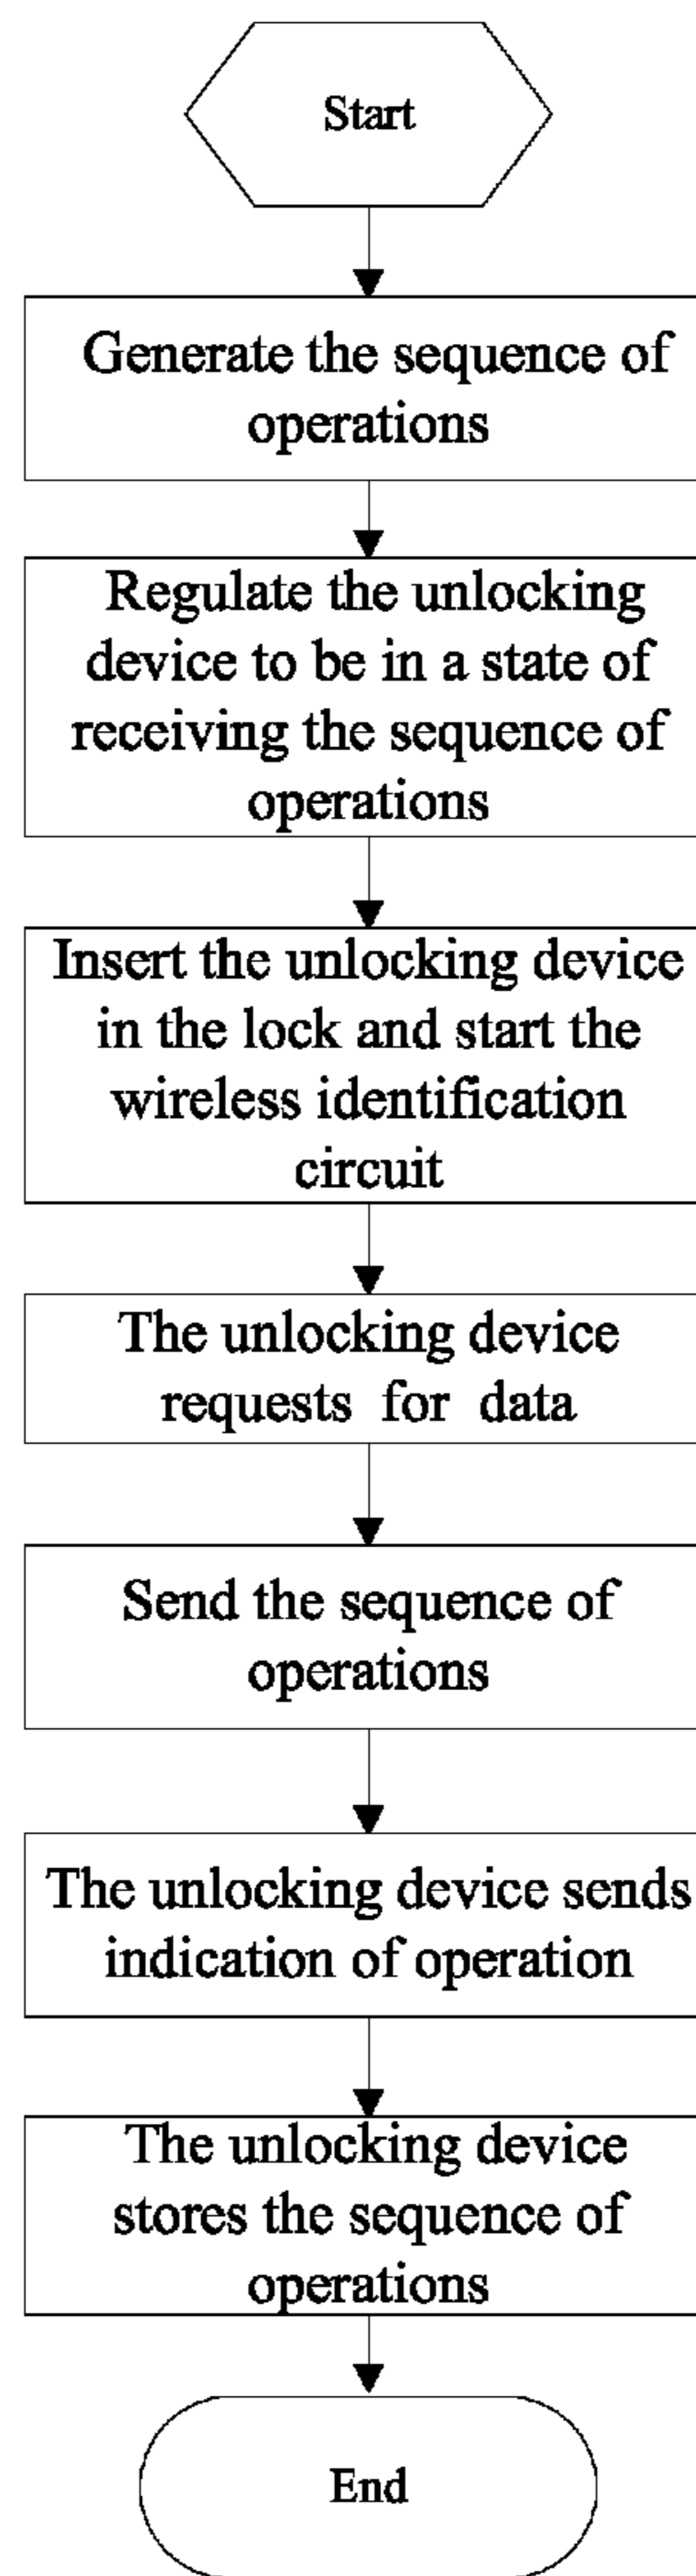 Start
Generate the sequence of
operations
Regulate the unlocking
device to be in a state of
receiving the sequence of
operations
Insert the unlocking device
in the lock and start the
wireless identification
circuit
The unlocking device
requests for data
Send the sequence of
operations
The unlocking device sends
indication of operation
The unlocking device
stores the sequence of
operations
End